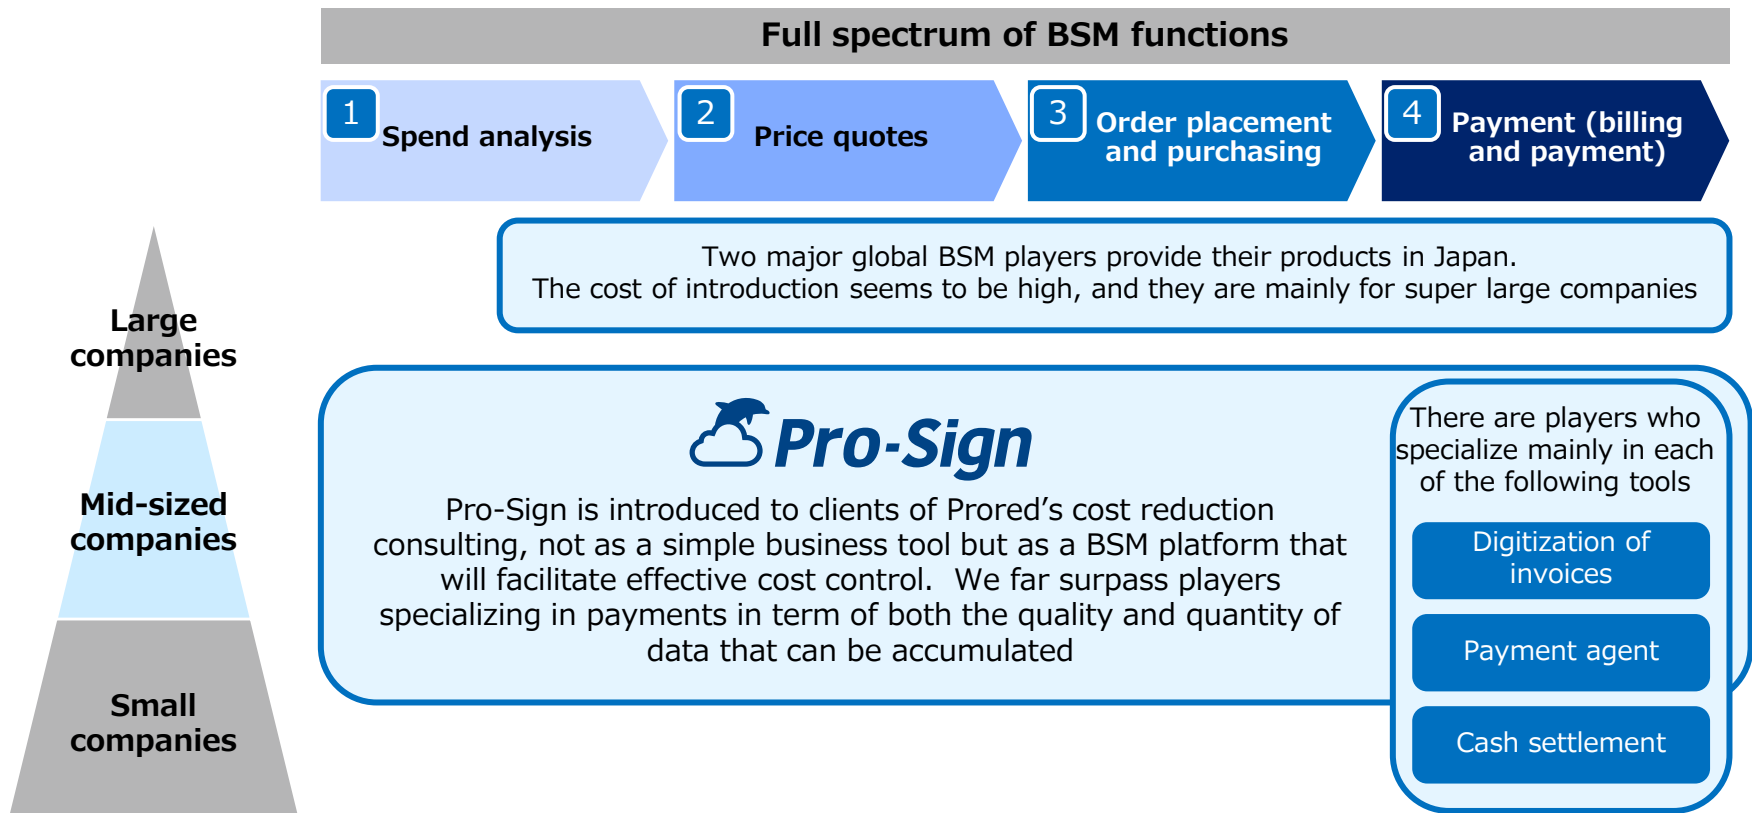 Full spectrum of BSM functions
1
Spend analysis
2
Price quotes
3
Order placement
and purchasing
4
Payment (billing
and payment)
Two major global BSM players provide their products in Japan.
The cost of introduction seems to be high, and they are mainly for super large companies
Large
companies
Mid-sized
companies
Small
companies
Pro-Sign
Pro-Sign is introduced to clients of Prored’s cost reduction
consulting, not as a simple business tool but as a BSM platform that
will facilitate effective cost control.  We far surpass players
specializing in payments in term of both the quality and quantity of
data that can be accumulated
There are players who
specialize mainly in each
of the following tools
Digitization of
invoices
Payment agent
Cash settlement